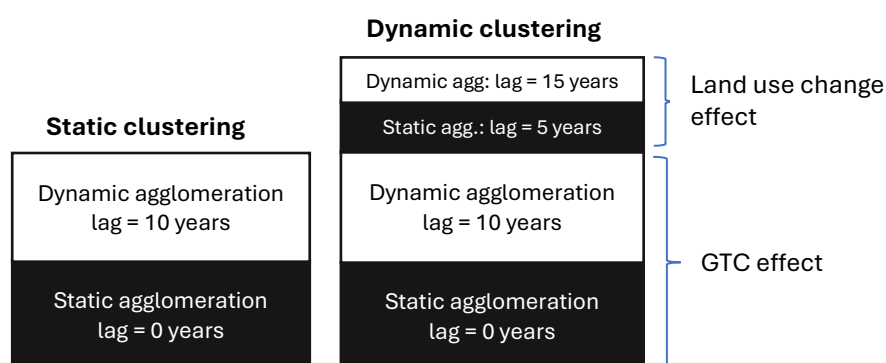 Dynamic clustering
Dynamic agg: lag = 15 years
Static agg.: lag = 5 years
Land use change
effect
Static clustering
Dynamic agglomeration
lag = 10 years
Dynamic agglomeration
lag = 10 years
GTC effect
Static agglomeration
lag = 0 years
Static agglomeration
lag = 0 years